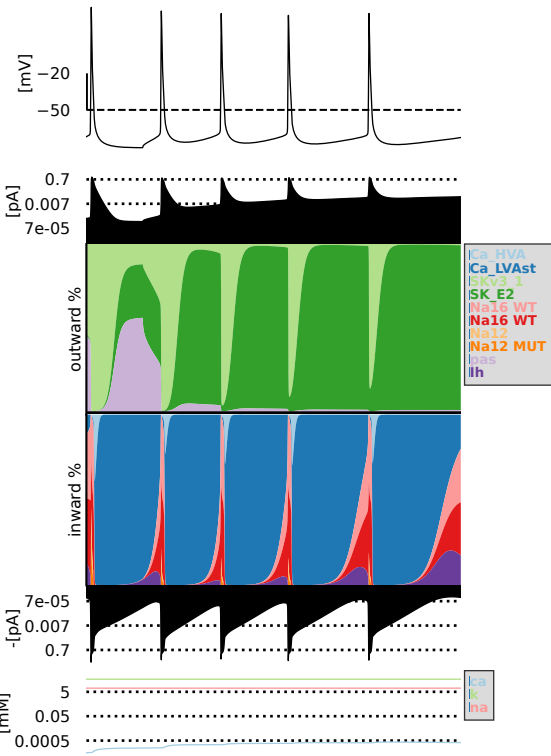 [mV]
−20
−50
[pA]
0.7
0.007
7e-05
outward %
Ca_HVA
Ca_LVAst
SKv3_1
SK_E2
Na16 WT
Na16 WT
Na12
Na12 MUT
pas
Ih
inward %
-[pA]
7e-05
0.007
0.7
[mM]
5
0.05
0.0005
ca
k
na